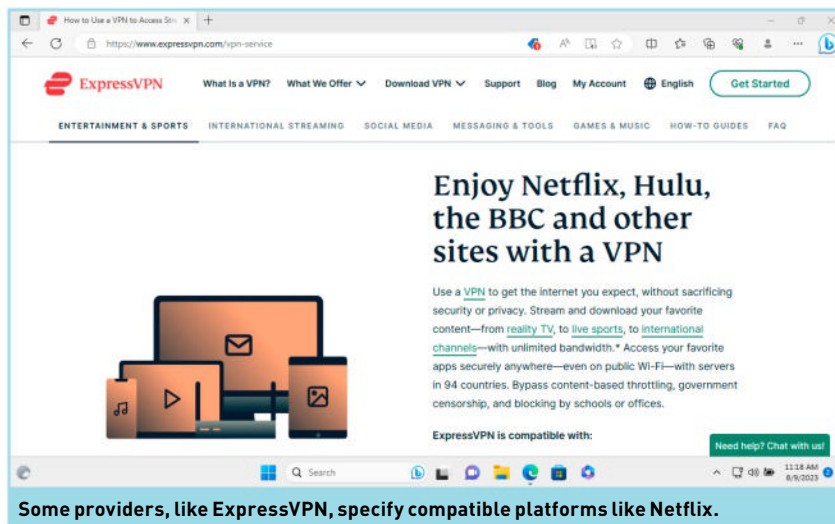 How to Use a VPN to Access Str
https://www.expressvpn.com/vpn-service
ExpressVPN What Is a VPN? What We Offer Download VPN Support Blog My Account English Get Started
ENTERTAINMENT & SPORTS INTERNATIONAL STREAMING SOCIAL MEDIA MESSAGING & TOOLS GAMES & MUSIC HOW-TO GUIDES FAQ
Enjoy Netflix, Hulu,
the BBC and other
sites with a VPN
Use a VPN to get the internet you expect, without sacrificing
security or privacy. Stream and download your favorite
content—from reality TV, to live sports, to international
channels—with unlimited bandwidth.* Access your favorite
apps securely anywhere—even on public Wi-Fi—with servers
in 94 countries. Bypass content-based throttling, government
censorship, and blocking by schools or offices.
ExpressVPN is compatible with:
Need help? Chat with us!
Search
11:18 AM
8/9/2023
Some providers, like ExpressVPN, specify compatible platforms like Netflix.